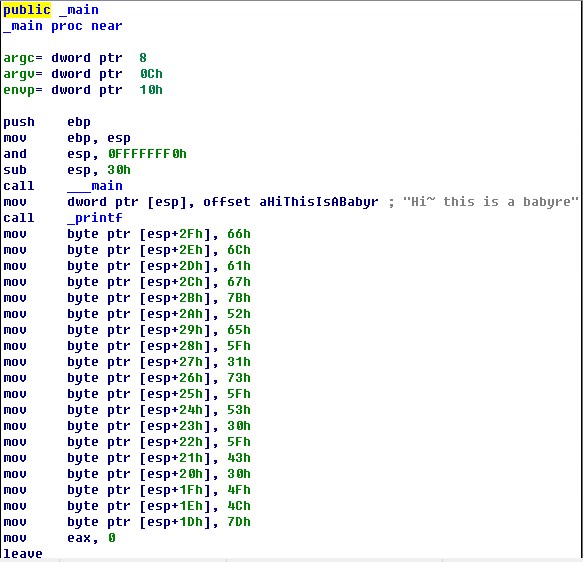 public _main
_main proc near
argc= dword ptr  8
argv= dword ptr  0Ch
envp= dword ptr  10h
push    ebp
mov     ebp, esp
and     esp, 0FFFFFFF0h
sub     esp, 30h
call    ___main
mov     dword ptr [esp], offset aHiThisIsABabyr ; "Hi~ this is a babyre"
call    _printf
mov     byte ptr [esp+2Fh], 66h
mov     byte ptr [esp+2Eh], 6Ch
mov     byte ptr [esp+2Dh], 61h
mov     byte ptr [esp+2Ch], 67h
mov     byte ptr [esp+2Bh], 7Bh
mov     byte ptr [esp+2Ah], 52h
mov     byte ptr [esp+29h], 65h
mov     byte ptr [esp+28h], 5Fh
mov     byte ptr [esp+27h], 31h
mov     byte ptr [esp+26h], 73h
mov     byte ptr [esp+25h], 5Fh
mov     byte ptr [esp+24h], 53h
mov     byte ptr [esp+23h], 30h
mov     byte ptr [esp+22h], 5Fh
mov     byte ptr [esp+21h], 43h
mov     byte ptr [esp+20h], 30h
mov     byte ptr [esp+1Fh], 4Fh
mov     byte ptr [esp+1Eh], 4Ch
mov     byte ptr [esp+1Dh], 7Dh
mov     eax, 0
leave